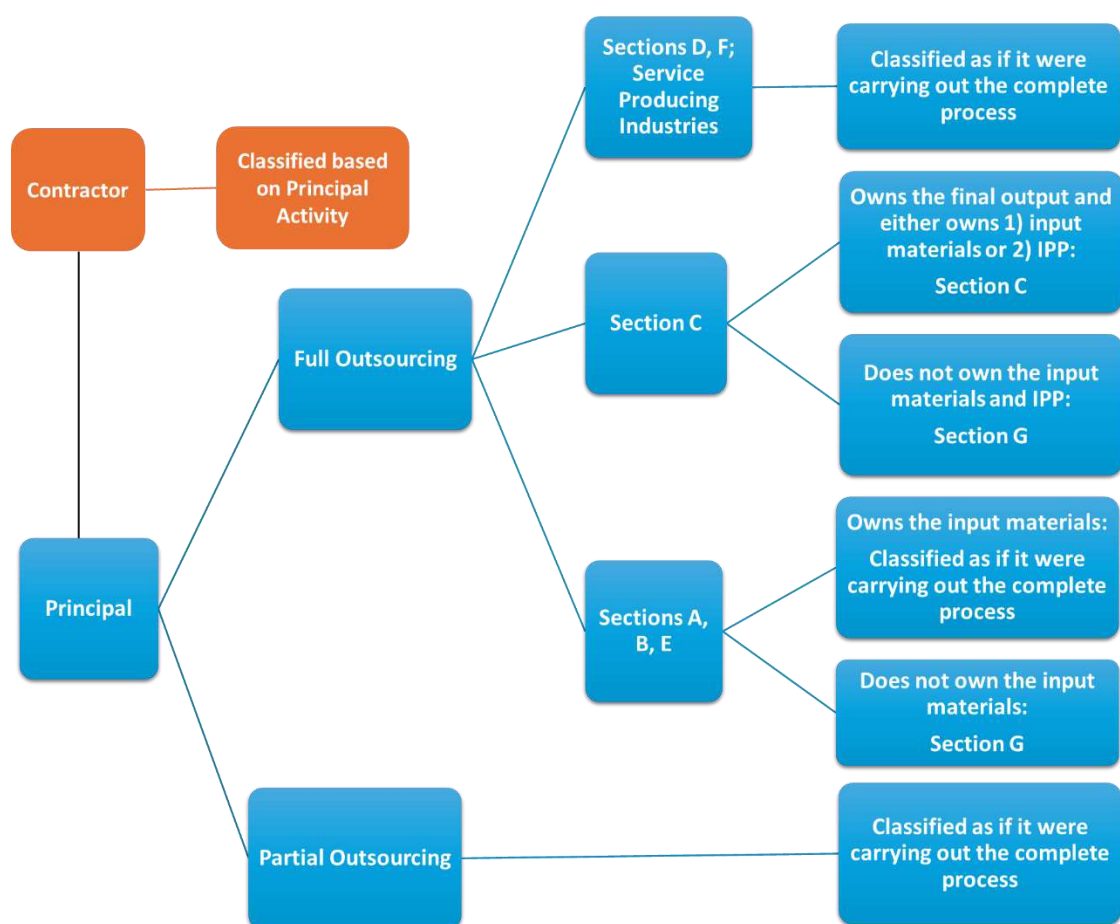 Contractor
Classified based
on Principal
Activity
Principal
Full Outsourcing
Partial Outsourcing
Sections D, F;
Service
Producing
Industries
Section C
Sections A,
B, E
Classified as if it were
carrying out the complete
process
Owns the final output and
either owns 1) input
materials or 2) IPP:
Section C
Does not own the input
materials and IPP:
Section G
Owns the input materials:
Classified as if it were
carrying out the complete
process
Does not own the input
materials:
Section G
Classified as if it were
carrying out the complete
process